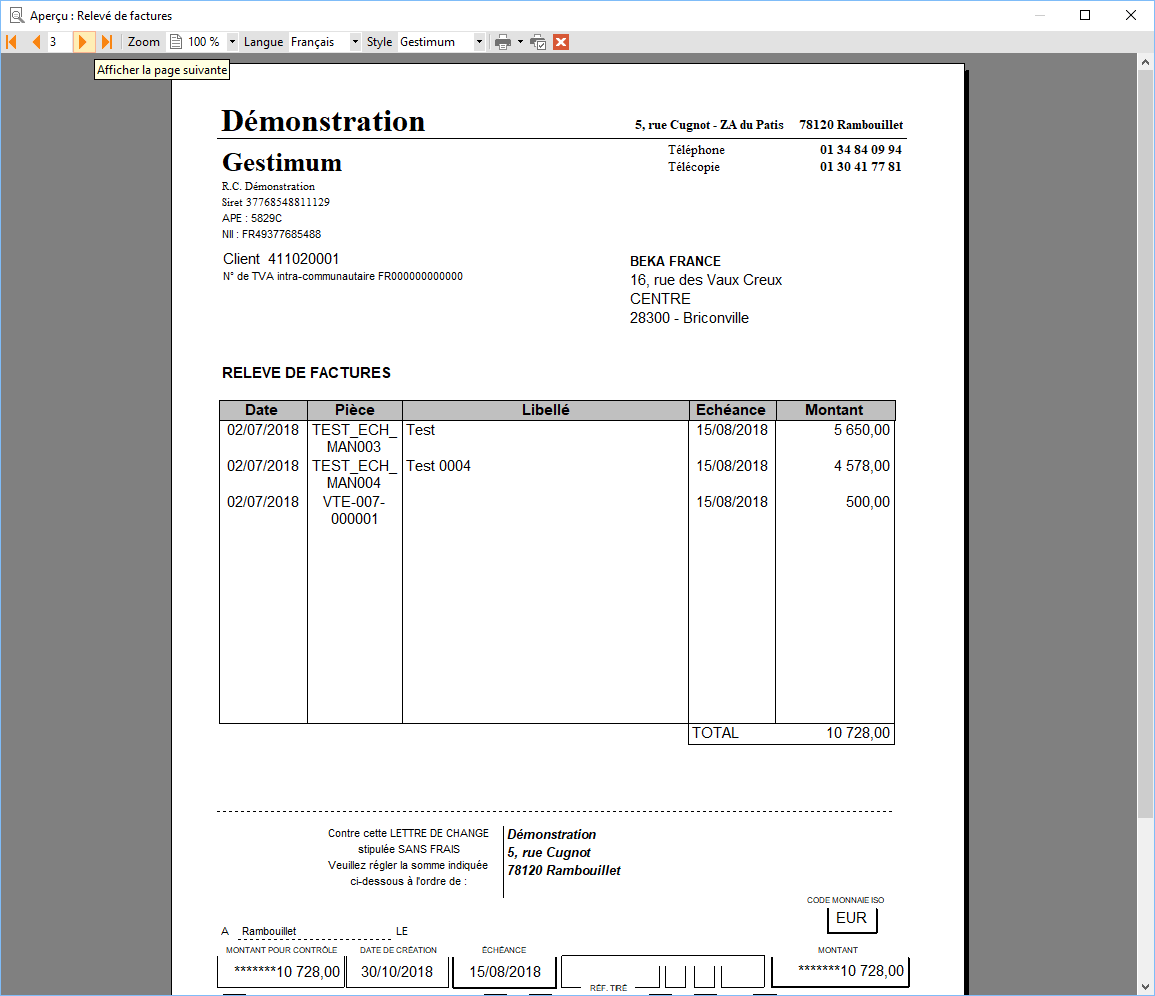 Aperçu : Relevé de factures
3 Zoom 100 % Langue Français Style Gestimum
Afficher la page suivante
Démonstration
5, rue Cugnot - ZA du Patis 78120 Rambouillet
Gestimum
Téléphone 01 34 84 09 94
Télécopie 01 30 41 77 81
R.C. Démonstration
Siret 37768548811129
APE : 5829C
NII : FR49377685488
Client 411020001
N° de TVA intra-communautaire FR000000000000
BEKA FRANCE
16, rue des Vaux Creux
CENTRE
28300 - Briconville
RELEVE DE FACTURES
Date Pièce Libellé Echéance Montant
02/07/2018 TEST_ECH_ Test 15/08/2018 5 650,00
MAN003
02/07/2018 TEST_ECH_ Test 0004 15/08/2018 4 578,00
MAN004
02/07/2018 VTE-007- 15/08/2018 500,00
000001
TOTAL 10 728,00
Contre cette LETTRE DE CHANGE
stipulée SANS FRAIS
Veuillez régler la somme indiquée
ci-dessous à l'ordre de :
Démonstration
5, rue Cugnot
78120 Rambouillet
CODE MONNAIE ISO
EUR
A Rambouillet LE
MONTANT POUR CONTRÔLE DATE DE CRÉATION ÉCHÉANCE MONTANT
*******10 728,00 30/10/2018 15/08/2018 *******10 728,00
RÉF. TIRÉ